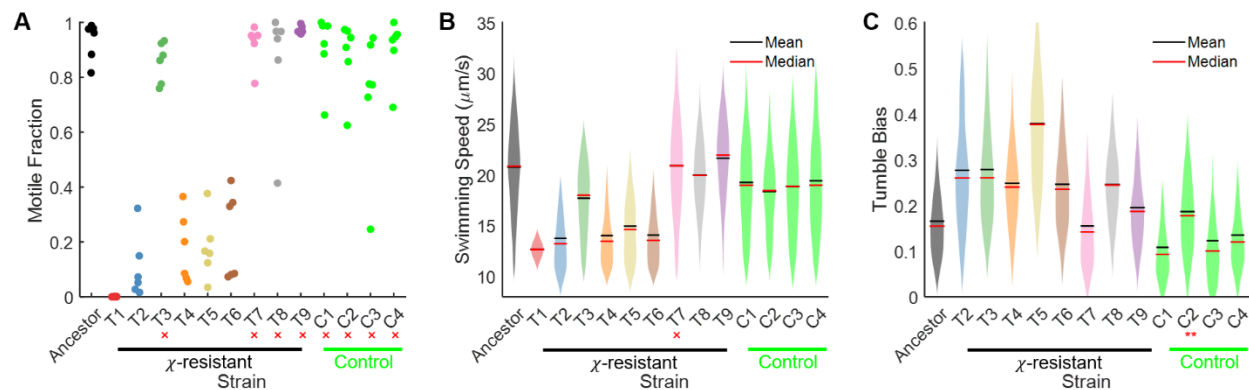 A
Motile Fraction
1
0.8
0.6
0.4
0.2
0
Ancestor
T1
T2
T3
T4
T5
T6
T7
T8
T9
C1
C2
C3
C4
× × × × × × × ×
χ-resistant
Control
Strain
B
Swimming Speed (μm/s)
35
30
25
20
15
10
Mean
Median
Ancestor
T1
T2
T3
T4
T5
T6
T7
T8
T9
C1
C2
C3
C4
×
χ-resistant
Control
Strain
C
Tumble Bias
0.6
0.5
0.4
0.3
0.2
0.1
0
Mean
Median
Ancestor
T2
T3
T4
T5
T6
T7
T8
T9
C1
C2
C3
C4
**
χ-resistant
Control
Strain